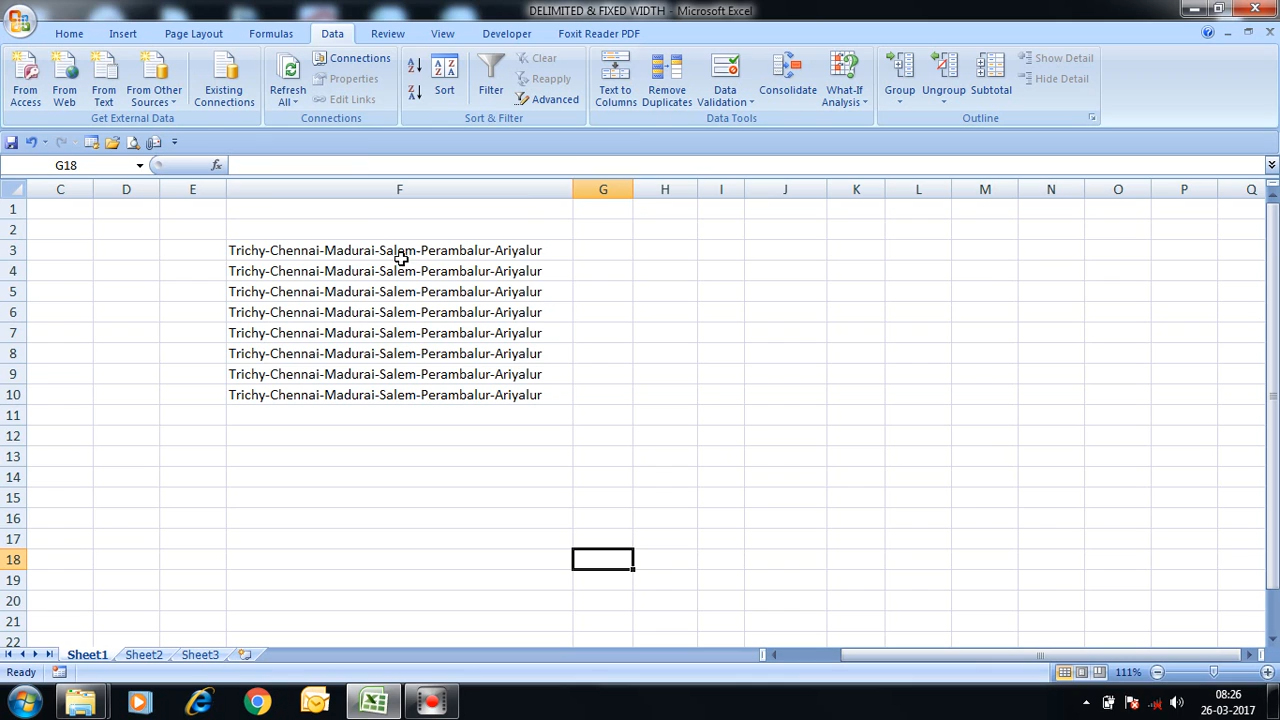 DELIMITED & FIXED WIDTH - Microsoft Excel
Home Insert Page Layout Formulas Data Review View Developer Foxit Reader PDF
From Access
From Web
From Text
From Other Sources
Existing Connections
Get External Data
Refresh All
Connections
Properties
Edit Links
Connections
Sort
Filter
Clear
Reapply
Advanced
Sort & Filter
Text to Columns
Remove Duplicates
Data Validation
Consolidate
What-If Analysis
Data Tools
Group
Ungroup
Subtotal
Show Detail
Hide Detail
Outline
G18
fx
C D E F G H I J K L M N O P Q
1
2
3 Trichy-Chennai-Madurai-Salem-Perambalur-Ariyalur
4 Trichy-Chennai-Madurai-Salem-Perambalur-Ariyalur
5 Trichy-Chennai-Madurai-Salem-Perambalur-Ariyalur
6 Trichy-Chennai-Madurai-Salem-Perambalur-Ariyalur
7 Trichy-Chennai-Madurai-Salem-Perambalur-Ariyalur
8 Trichy-Chennai-Madurai-Salem-Perambalur-Ariyalur
9 Trichy-Chennai-Madurai-Salem-Perambalur-Ariyalur
10 Trichy-Chennai-Madurai-Salem-Perambalur-Ariyalur
11
12
13
14
15
16
17
18
19
20
21
22
Sheet1 Sheet2 Sheet3
Ready
111%
08:26
26-03-2017